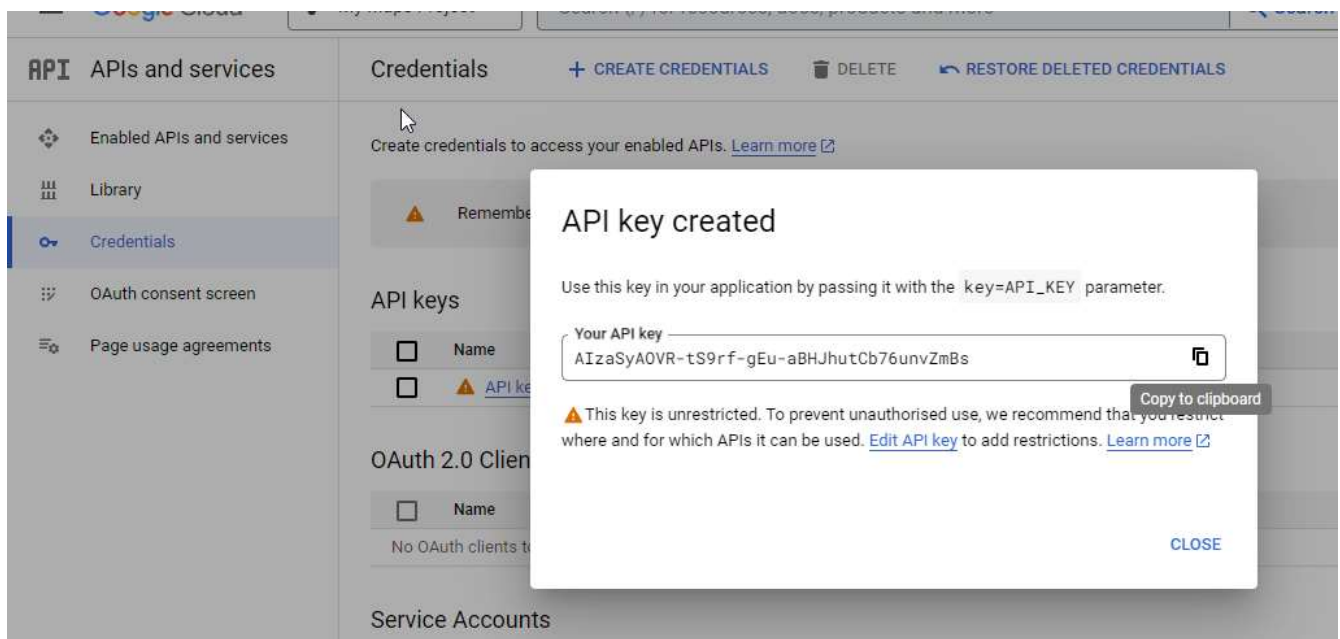 API APIs and services
Credentials
+ CREATE CREDENTIALS
DELETE
RESTORE DELETED CREDENTIALS
Enabled APIs and services
Library
Credentials
OAuth consent screen
Page usage agreements
Create credentials to access your enabled APIs. Learn more
Remembe
API key created
Use this key in your application by passing it with the key=API_KEY parameter.
Your API key
AIzaSyAOVR-tS9rf-gEu-aBHJhutCb76unvZmBs
Copy to clipboard
This key is unrestricted. To prevent unauthorised use, we recommend that you restrict
where and for which APIs it can be used. Edit API key to add restrictions. Learn more
CLOSE
API keys
Name
API ke
OAuth 2.0 Clien
Name
No OAuth clients to
Service Accounts